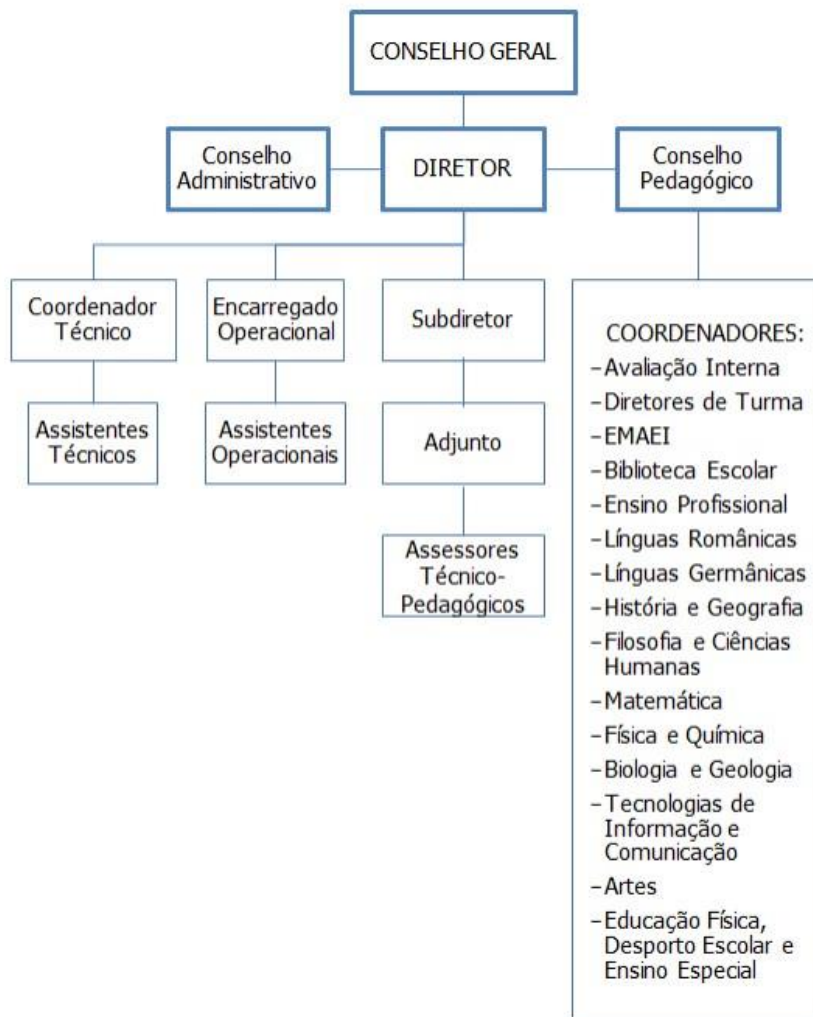 CONSELHO GERAL
Conselho
Administrativo
DIRETOR
Conselho
Pedagógico
Coordenador
Técnico
Encarregado
Operacional
Subdiretor
Assistentes
Técnicos
Assistentes
Operacionais
Adjunto
Assessores
Técnico-
Pedagógicos
COORDENADORES:
–Avaliação Interna
–Diretores de Turma
–EMAEI
–Biblioteca Escolar
–Ensino Profissional
–Línguas Românicas
–Línguas Germânicas
–História e Geografia
–Filosofia e Ciências
Humanas
–Matemática
–Física e Química
–Biologia e Geologia
–Tecnologias de
Informação e
Comunicação
–Artes
–Educação Física,
Desporto Escolar e
Ensino Especial